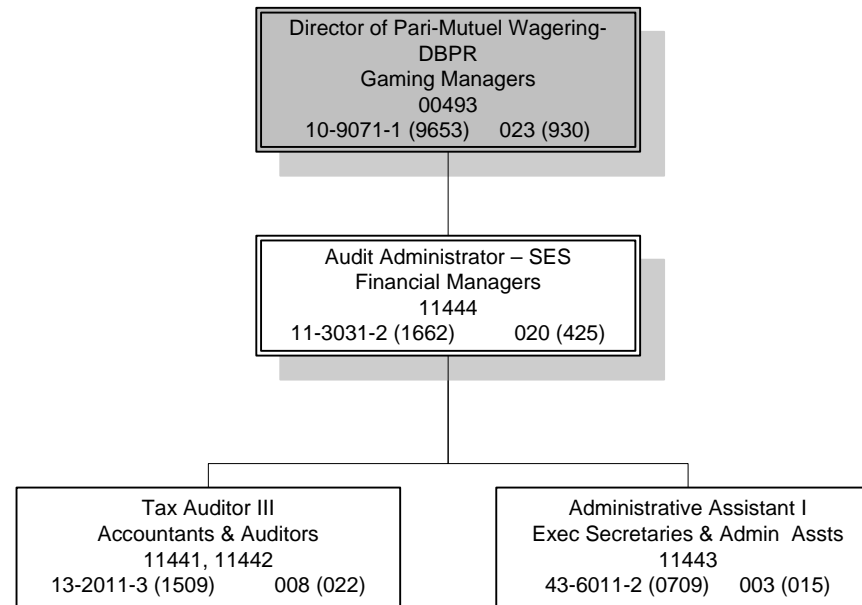 Director of Pari-Mutuel Wagering-
DBPR
Gaming Managers
00493
10-9071-1 (9653) 023 (930)
Audit Administrator – SES
Financial Managers
11444
11-3031-2 (1662) 020 (425)
Tax Auditor III
Accountants & Auditors
11441, 11442
13-2011-3 (1509) 008 (022)
Administrative Assistant I
Exec Secretaries & Admin Assts
11443
43-6011-2 (0709) 003 (015)